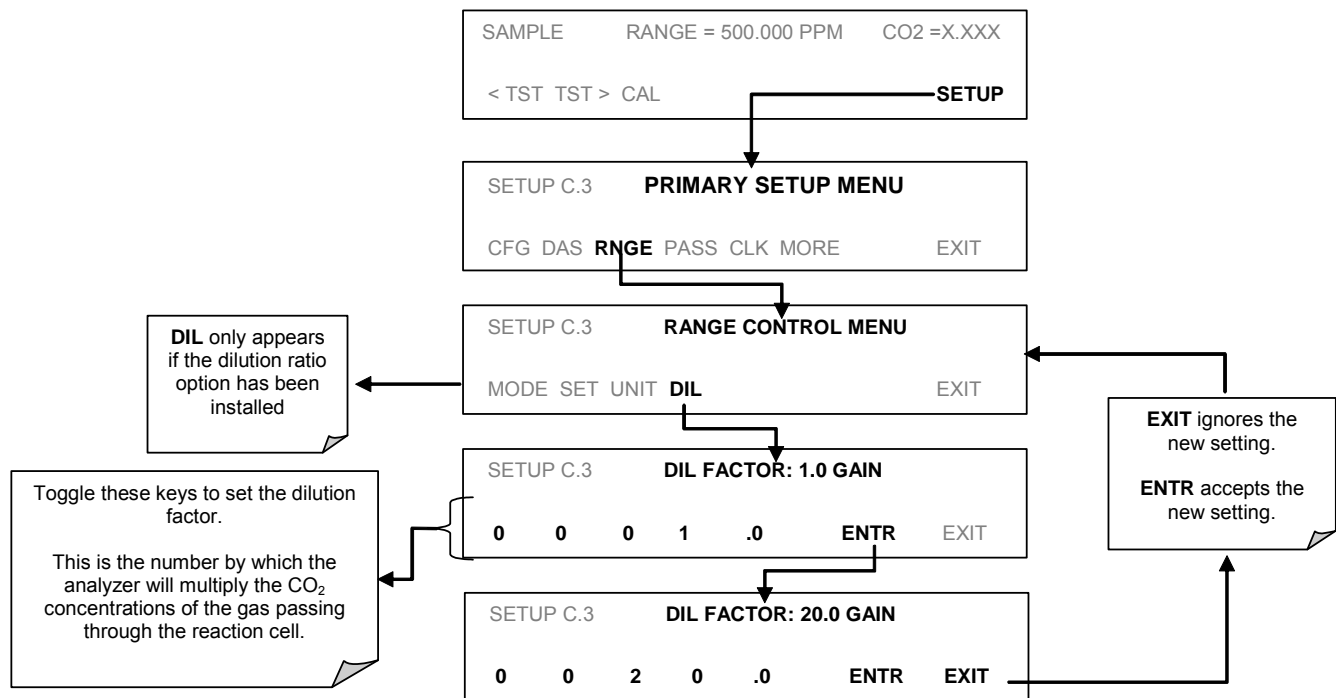 SAMPLE RANGE = 500.000 PPM CO2 =X.XXX
< TST TST > CAL SETUP
SETUP C.3 PRIMARY SETUP MENU
CFG DAS RNGE PASS CLK MORE EXIT
SETUP C.3 RANGE CONTROL MENU
MODE SET UNIT DIL EXIT
DIL only appears
if the dilution ratio
option has been
installed
SETUP C.3 DIL FACTOR: 1.0 GAIN
0 0 0 1 .0 ENTR EXIT
Toggle these keys to set the dilution
factor.
This is the number by which the
analyzer will multiply the CO₂
concentrations of the gas passing
through the reaction cell.
SETUP C.3 DIL FACTOR: 20.0 GAIN
0 0 2 0 .0 ENTR EXIT
EXIT ignores the
new setting.
ENTR accepts the
new setting.